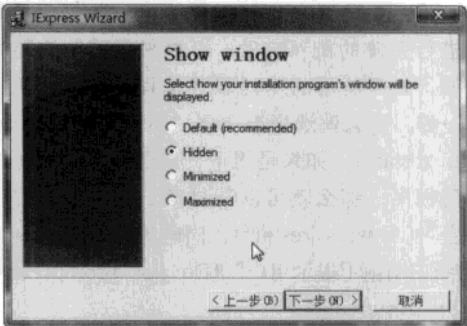 IExpress Wizard
Show window
Select how your installation program's window will be
displayed.
Default (recommended)
Hidden
Minimized
Maximized
< 上一步(B) 下一步(N) > 取消